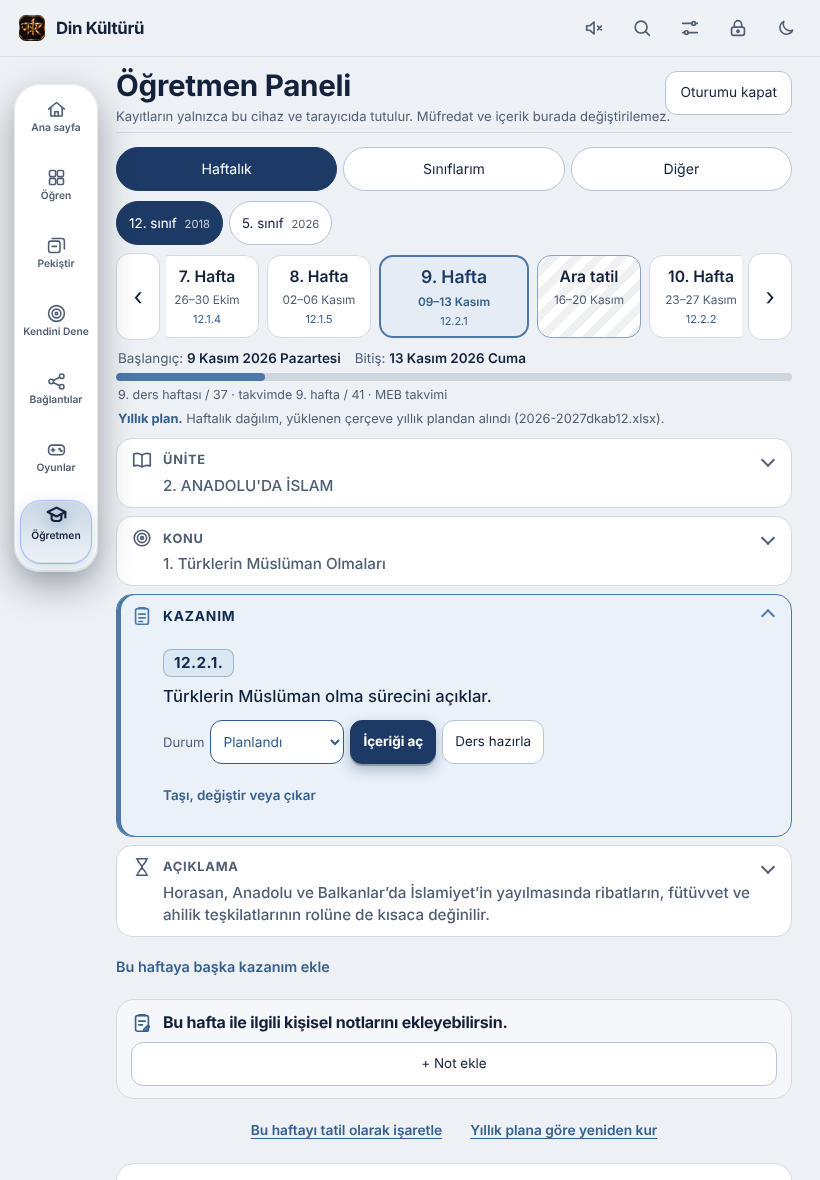 Din Kültürü
Öğretmen Paneli
Oturumu kapat
Kayıtların yalnızca bu cihaz ve tarayıcıda tutulur. Müfredat ve içerik burada değiştirilemez.
Ana sayfa
Öğren
Pekiştir
Kendini Dene
Bağlantılar
Oyunlar
Öğretmen
Haftalık
Sınıflarım
Diğer
12. sınıf 2018
5. sınıf 2026
‹
7. Hafta
26–30 Ekim
12.1.4
8. Hafta
02–06 Kasım
12.1.5
9. Hafta
09–13 Kasım
12.2.1
Ara tatil
16–20 Kasım
10. Hafta
23–27 Kasım
12.2.2
›
Başlangıç: 9 Kasım 2026 Pazartesi Bitiş: 13 Kasım 2026 Cuma
9. ders haftası / 37 · takvimde 9. hafta / 41 · MEB takvimi
Yıllık plan. Haftalık dağılım, yüklenen çerçeve yıllık plandan alındı (2026-2027dkab12.xlsx).
ÜNİTE
2. ANADOLU'DA İSLAM
KONU
1. Türklerin Müslüman Olmaları
KAZANIM
12.2.1.
Türklerin Müslüman olma sürecini açıklar.
Durum Planlandı İçeriği aç Ders hazırla
Taşı, değiştir veya çıkar
AÇIKLAMA
Horasan, Anadolu ve Balkanlar’da İslamiyet’in yayılmasında ribatların, fütüvvet ve
ahilik teşkilatlarının rolüne de kısaca değinilir.
Bu haftaya başka kazanım ekle
Bu hafta ile ilgili kişisel notlarını ekleyebilirsin.
+ Not ekle
Bu haftayı tatil olarak işaretle Yıllık plana göre yeniden kur